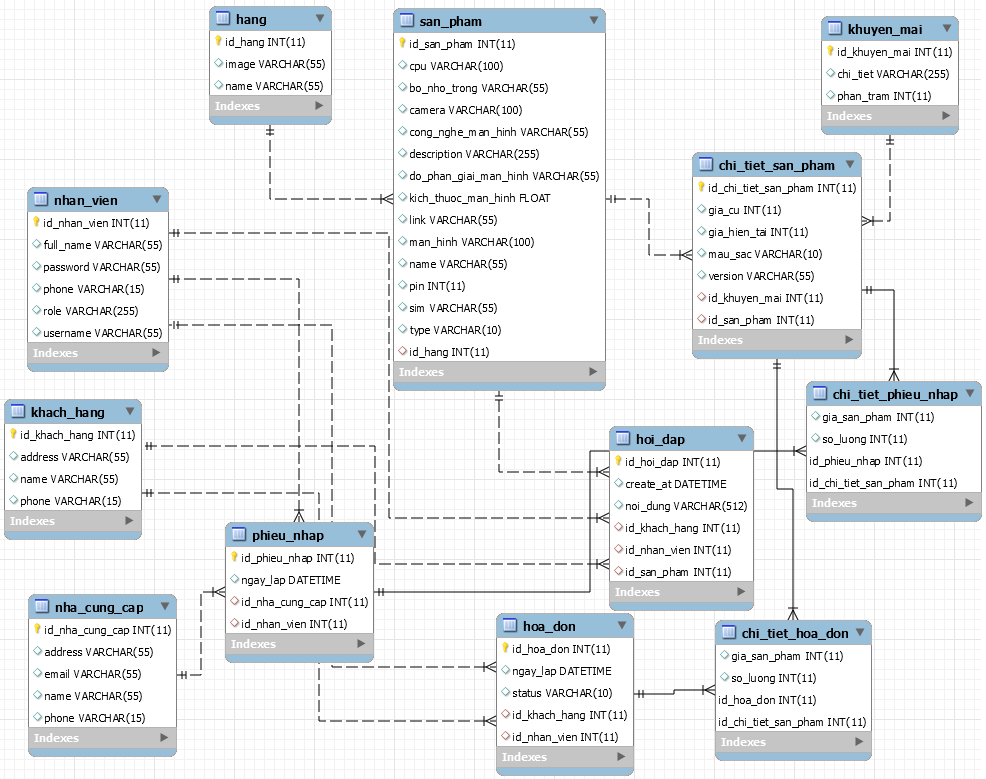 hang
id_hang INT(11)
image VARCHAR(55)
name VARCHAR(55)
Indexes
san_pham
id_san_pham INT(11)
cpu VARCHAR(100)
bo_nho_trong VARCHAR(55)
camera VARCHAR(100)
cong_nghe_man_hinh VARCHAR(55)
description VARCHAR(255)
do_phan_giai_man_hinh VARCHAR(55)
kich_thuoc_man_hinh FLOAT
link VARCHAR(55)
man_hinh VARCHAR(100)
name VARCHAR(55)
pin INT(11)
sim VARCHAR(55)
type VARCHAR(10)
id_hang INT(11)
Indexes
khuyen_mai
id_khuyen_mai INT(11)
chi_tiet VARCHAR(255)
phan_tram INT(11)
Indexes
chi_tiet_san_pham
id_chi_tiet_san_pham INT(11)
gia_cu INT(11)
gia_hien_tai INT(11)
mau_sac VARCHAR(10)
version VARCHAR(55)
id_khuyen_mai INT(11)
id_san_pham INT(11)
Indexes
nhan_vien
id_nhan_vien INT(11)
full_name VARCHAR(55)
password VARCHAR(55)
phone VARCHAR(15)
role VARCHAR(255)
username VARCHAR(55)
Indexes
khach_hang
id_khach_hang INT(11)
address VARCHAR(55)
name VARCHAR(55)
phone VARCHAR(15)
Indexes
hoi_dap
id_hoi_dap INT(11)
create_at DATETIME
noi_dung VARCHAR(512)
id_khach_hang INT(11)
id_nhan_vien INT(11)
id_san_pham INT(11)
Indexes
chi_tiet_phieu_nhap
gia_san_pham INT(11)
so_luong INT(11)
id_phieu_nhap INT(11)
id_chi_tiet_san_pham INT(11)
Indexes
phieu_nhap
id_phieu_nhap INT(11)
ngay_lap DATETIME
id_nha_cung_cap INT(11)
id_nhan_vien INT(11)
Indexes
nha_cung_cap
id_nha_cung_cap INT(11)
address VARCHAR(55)
email VARCHAR(55)
name VARCHAR(55)
phone VARCHAR(15)
Indexes
hoa_don
id_hoa_don INT(11)
ngay_lap DATETIME
status VARCHAR(10)
id_khach_hang INT(11)
id_nhan_vien INT(11)
Indexes
chi_tiet_hoa_don
gia_san_pham INT(11)
so_luong INT(11)
id_hoa_don INT(11)
id_chi_tiet_san_pham INT(11)
Indexes